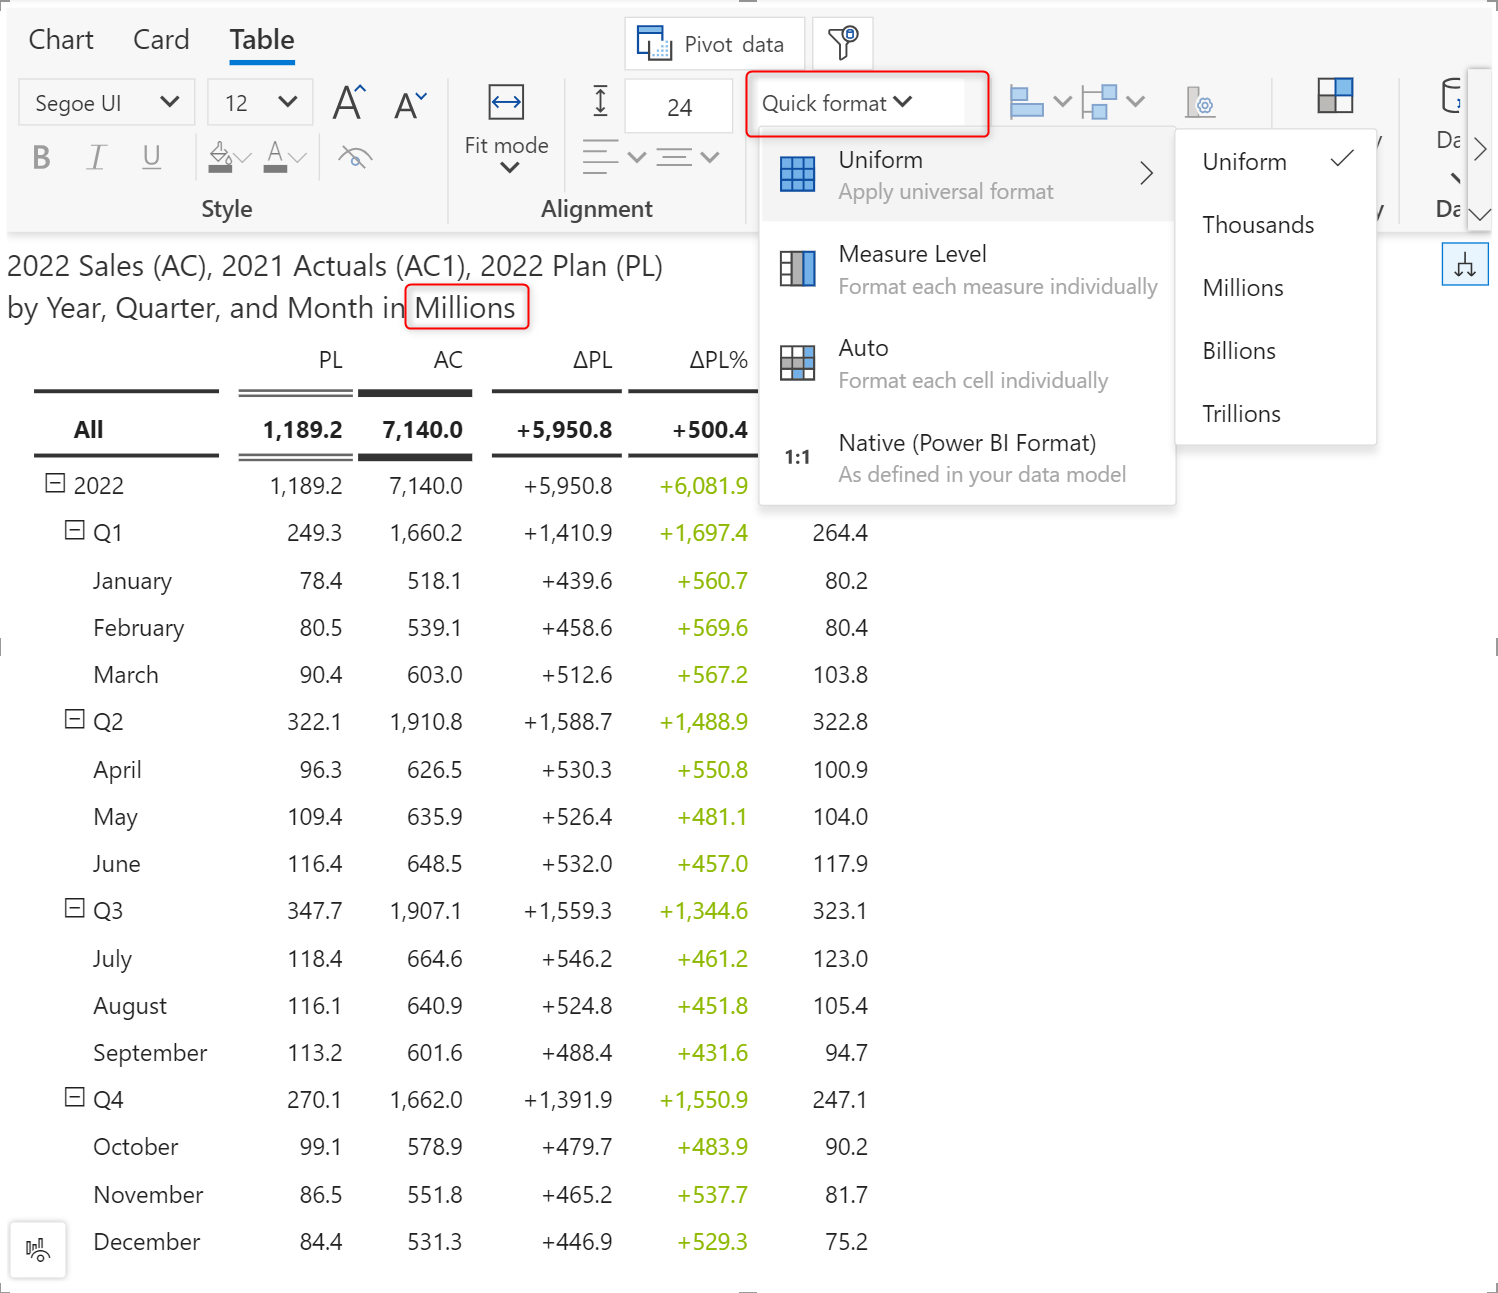 Chart Card Table
Pivot data
Segoe UI 12
A A
Fit mode
24
Quick format
B I U A
Style
Alignment
Uniform
Apply universal format
Measure Level
Format each measure individually
Auto
Format each cell individually
1:1 Native (Power BI Format)
As defined in your data model
Uniform
Thousands
Millions
Billions
Trillions
2022 Sales (AC), 2021 Actuals (AC1), 2022 Plan (PL)
by Year, Quarter, and Month in Millions
PL AC ΔPL ΔPL%
All 1,189.2 7,140.0 +5,950.8 +500.4
2022 1,189.2 7,140.0 +5,950.8 +6,081.9
Q1 249.3 1,660.2 +1,410.9 +1,697.4 264.4
January 78.4 518.1 +439.6 +560.7 80.2
February 80.5 539.1 +458.6 +569.6 80.4
March 90.4 603.0 +512.6 +567.2 103.8
Q2 322.1 1,910.8 +1,588.7 +1,488.9 322.8
April 96.3 626.5 +530.3 +550.8 100.9
May 109.4 635.9 +526.4 +481.1 104.0
June 116.4 648.5 +532.0 +457.0 117.9
Q3 347.7 1,907.1 +1,559.3 +1,344.6 323.1
July 118.4 664.6 +546.2 +461.2 123.0
August 116.1 640.9 +524.8 +451.8 105.4
September 113.2 601.6 +488.4 +431.6 94.7
Q4 270.1 1,662.0 +1,391.9 +1,550.9 247.1
October 99.1 578.9 +479.7 +483.9 90.2
November 86.5 551.8 +465.2 +537.7 81.7
December 84.4 531.3 +446.9 +529.3 75.2